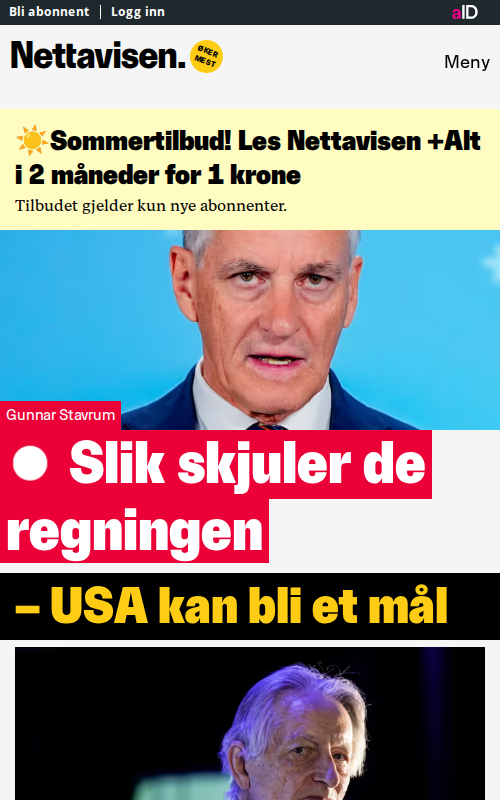 Bli abonnent | Logg inn
aID
Nettavisen.
ØKER
MEST
Meny
☀️Sommertilbud! Les Nettavisen +Alt
i 2 måneder for 1 krone
Tilbudet gjelder kun nye abonnenter.
Gunnar Stavrum
Slik skjuler de
regningen
– USA kan bli et mål